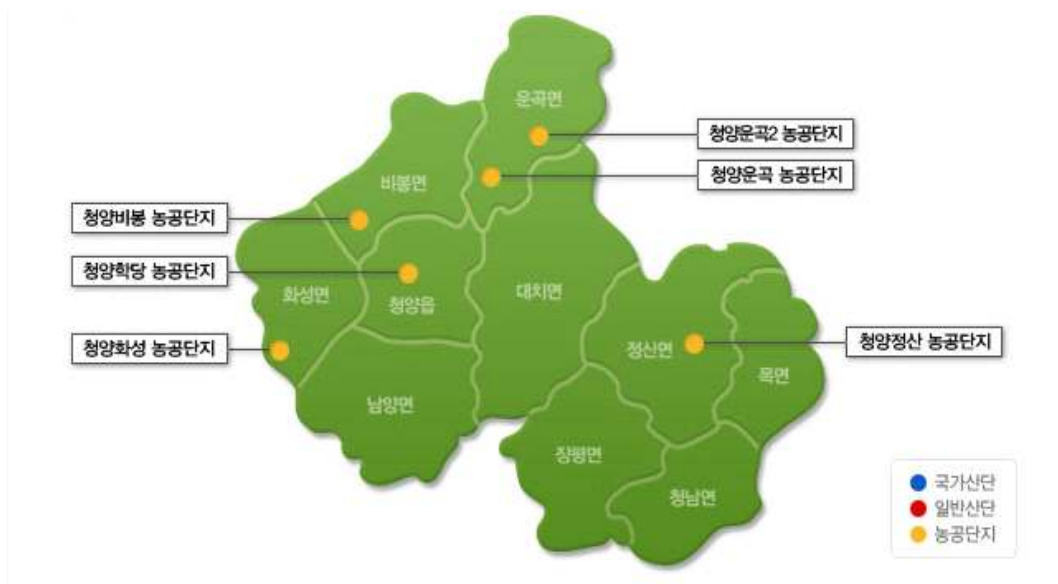 운곡면
청양운곡2 농공단지
청양운곡 농공단지
비봉면
청양비봉 농공단지
청양학당 농공단지
화성면
청양읍
대치면
청양화성 농공단지
정산면
청양정산 농공단지
목면
남양면
장평면
청남면
국가산단
일반산단
농공단지